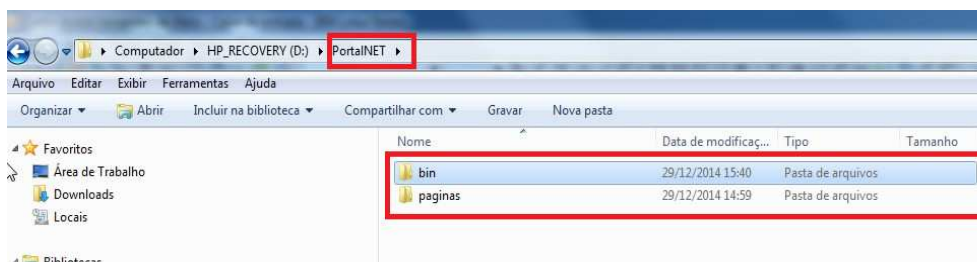 Computador HP_RECOVERY (D:) PortalNET
Arquivo Editar Exibir Ferramentas Ajuda
Organizar Abrir Incluir na biblioteca Compartilhar com Gravar Nova pasta
Nome Data de modificaç... Tipo Tamanho
Favoritos
Área de Trabalho
Downloads
Locais
bin 29/12/2014 15:40 Pasta de arquivos
paginas 29/12/2014 14:59 Pasta de arquivos
Bibliotecas